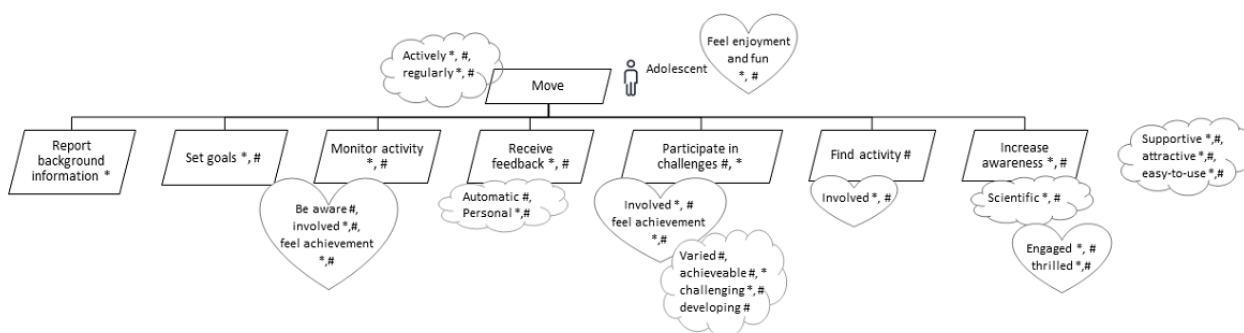 Actively *, #,
regularly *, #
Move
Adolescent
Feel enjoyment
and fun
*, #
Report
background
information *
Set goals *, #
Monitor activity
*, #
Receive
feedback *, #
Participate in
challenges #, *
Find activity #
Increase
awareness *, #
Supportive *,#,
attractive *,#,
easy-to-use *,#
Be aware #,
involved *,#,
feel achievement
*,#
Automatic #,
Personal *,#
Involved *, #
feel achievement
*,#
Varied #,
achieveable #, *
challenging *, #
developing #
Involved *, #
Scientific *, #
Engaged *, #
thrilled *,#